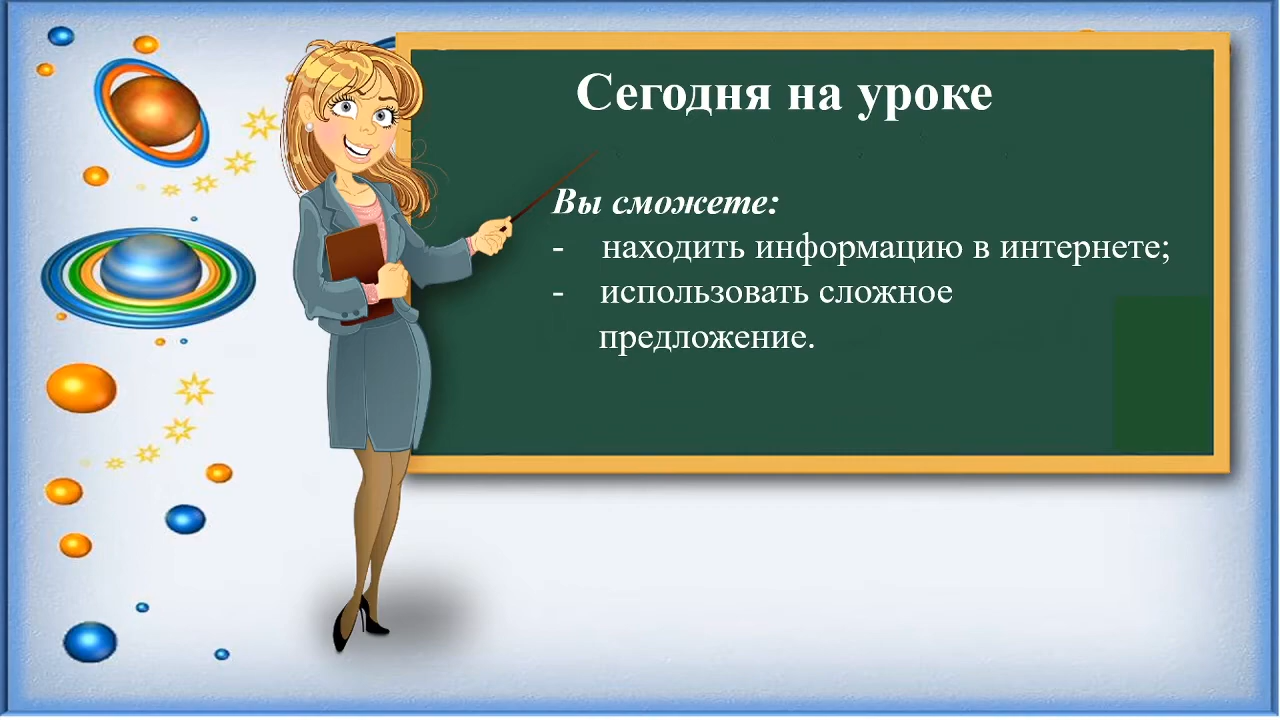 Сегодня на уроке
Вы сможете:
- находить информацию в интернете;
- использовать сложное
предложение.